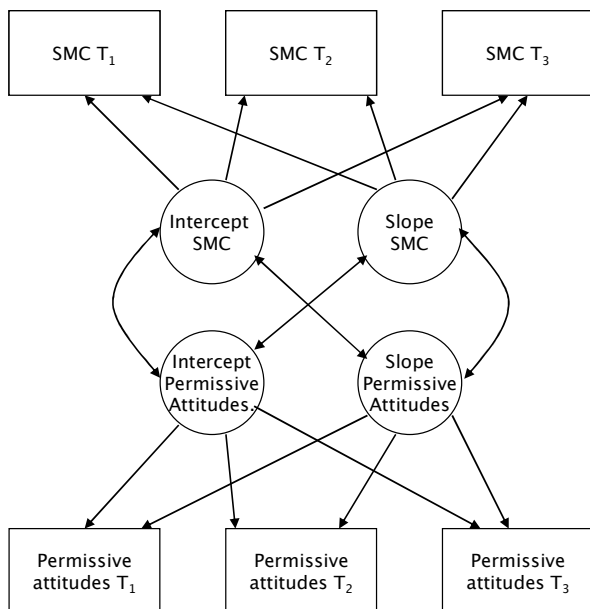 SMC T₁
SMC T₂
SMC T₃
Intercept
SMC
Slope
SMC
Intercept
Permissive
Attitudes.
Slope
Permissive
Attitudes
Permissive
attitudes T₁
Permissive
attitudes T₂
Permissive
attitudes T₃